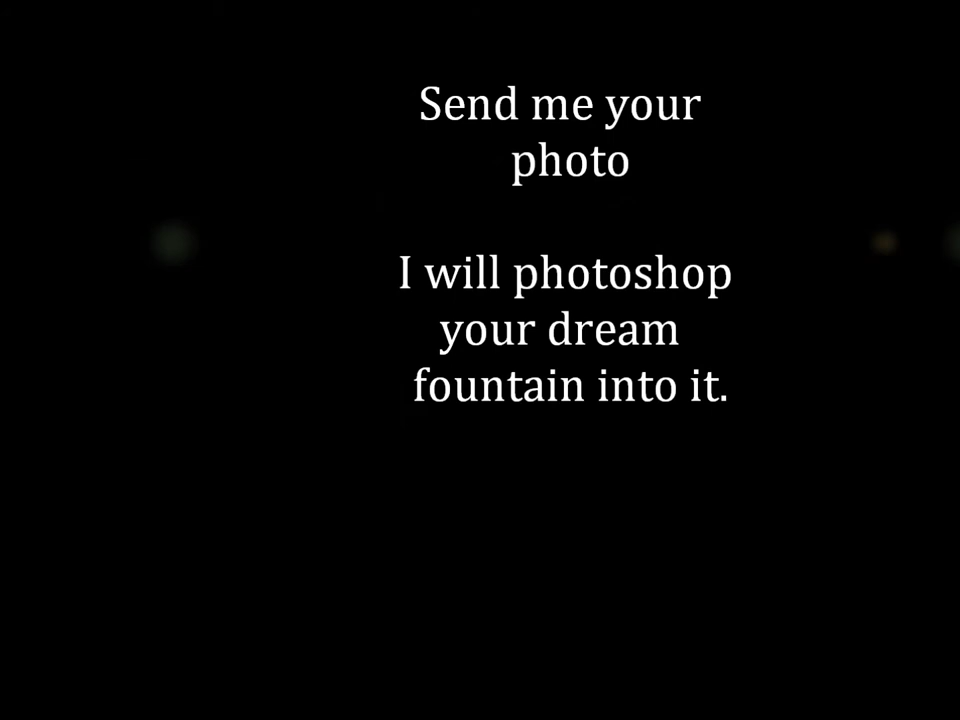 Send me your
photo
I will photoshop
your dream
fountain into it.